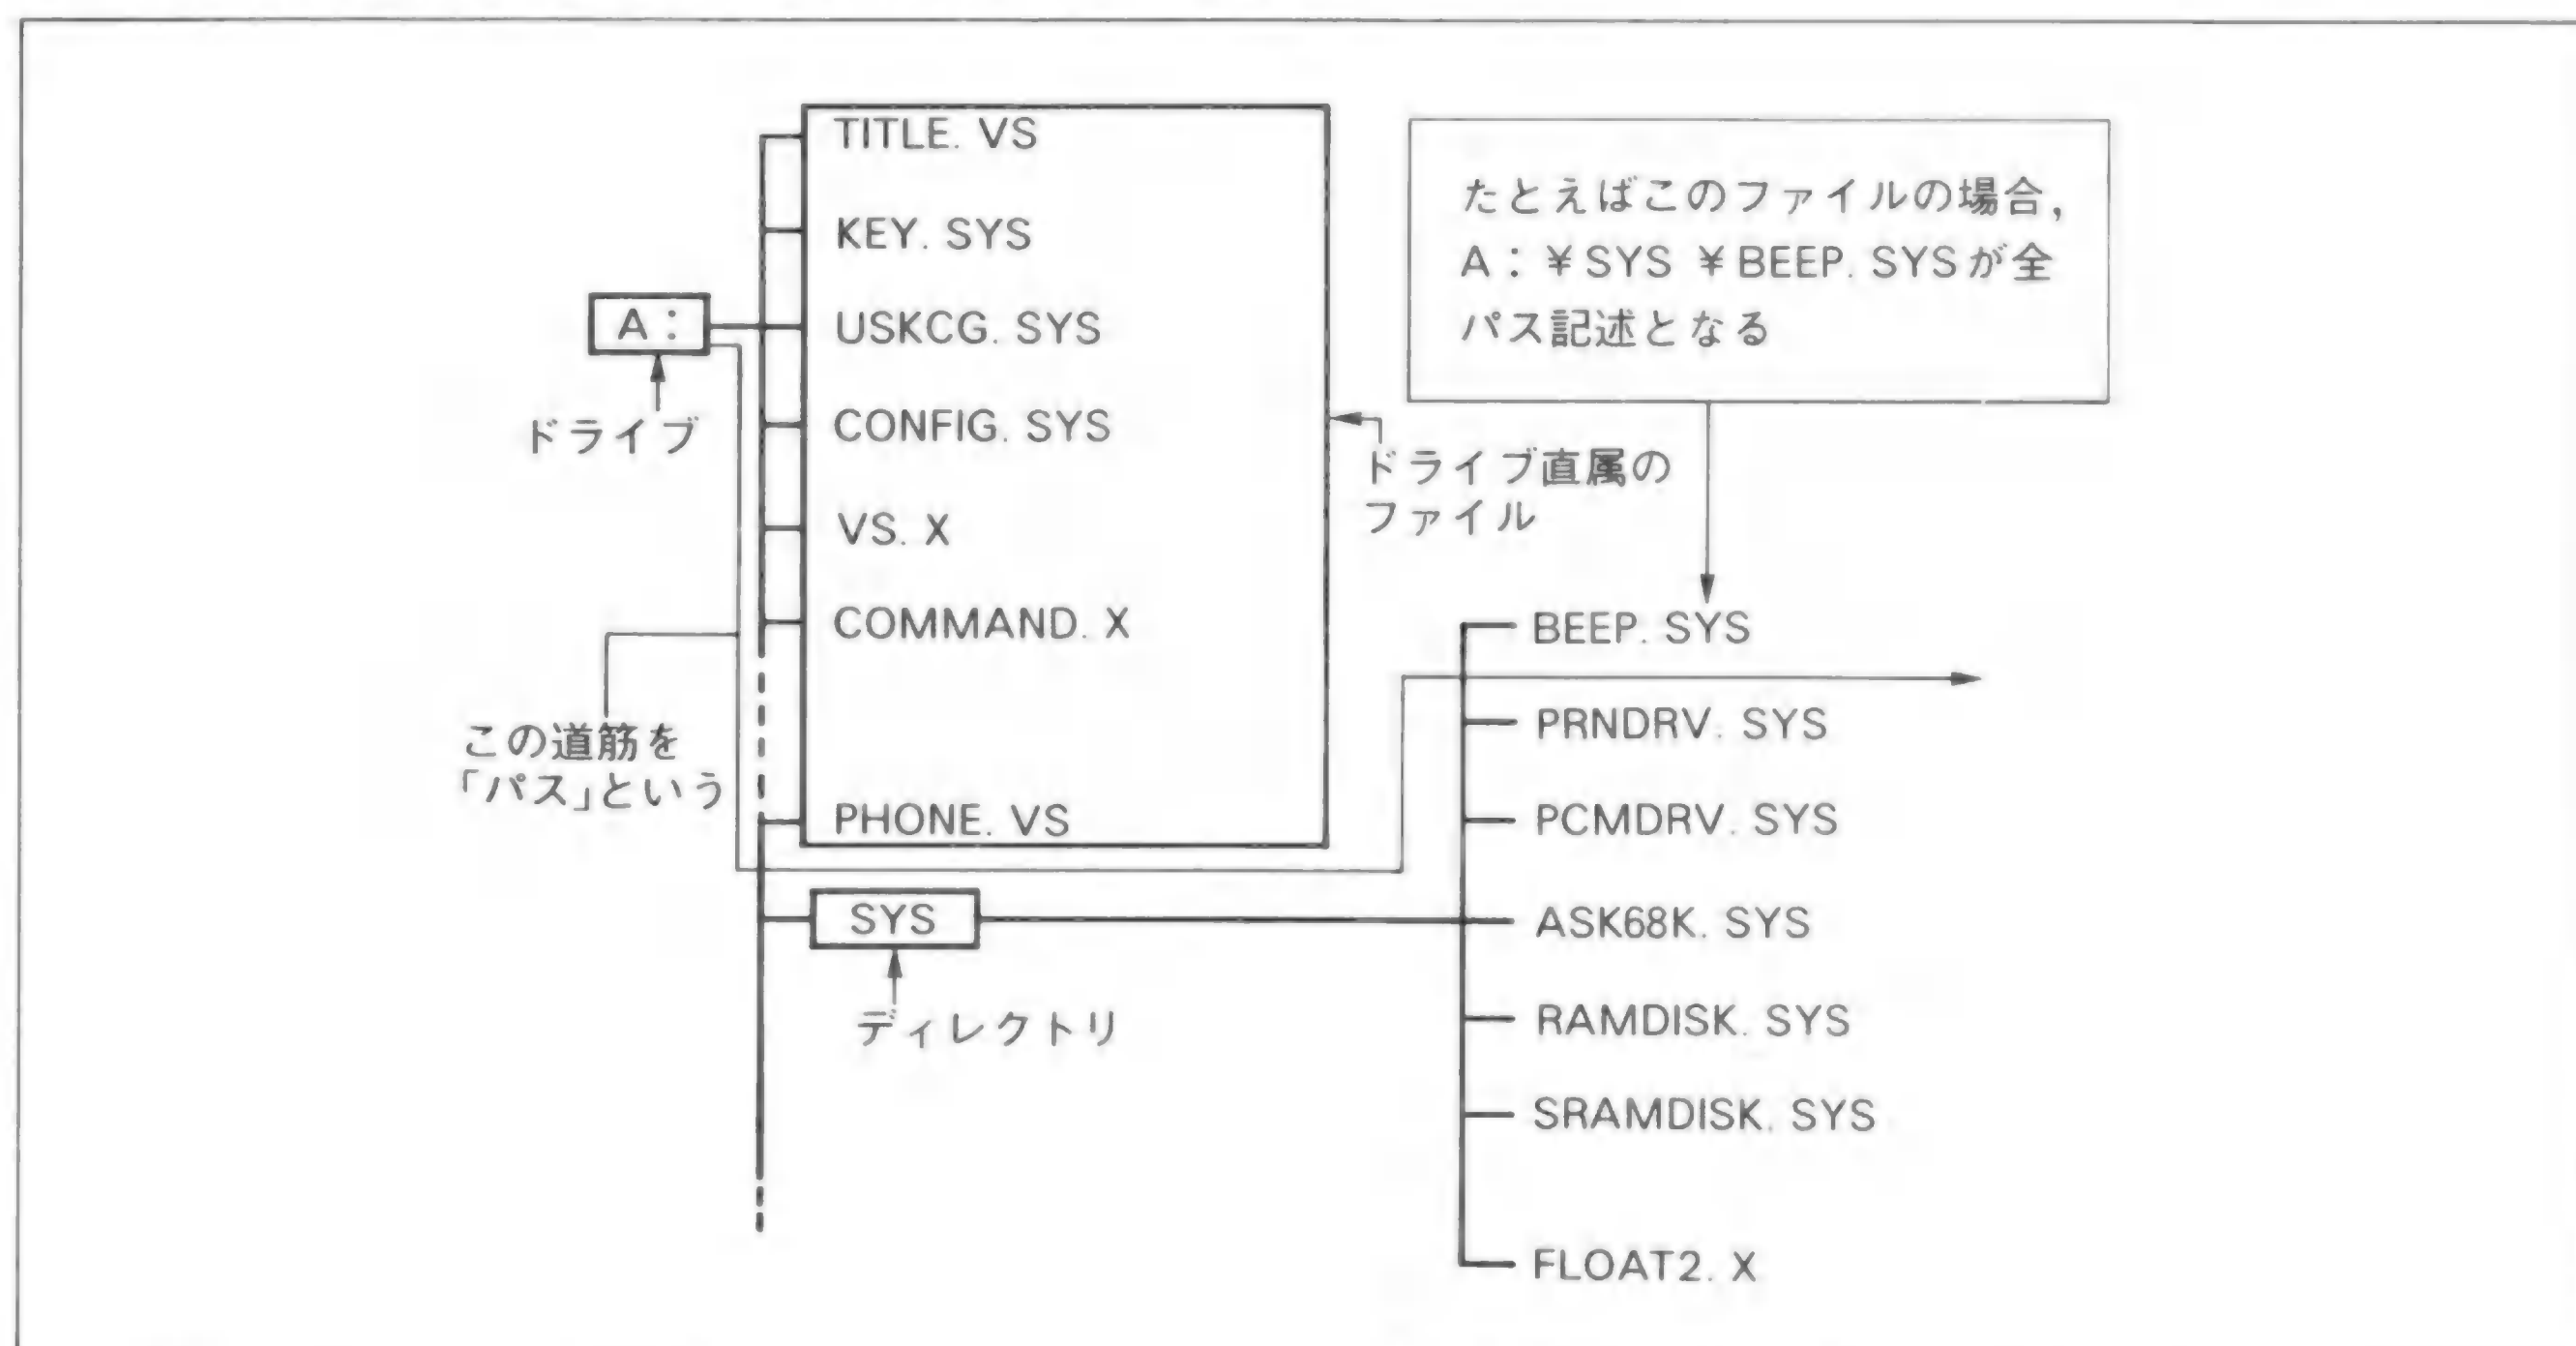 TITLE. VS
KEY. SYS
A：
USKCG. SYS
ドライブ
CONFIG. SYS
VS. X
COMMAND. X
この道筋を
「パス」という
PHONE. VS
ドライブ直属の
ファイル
たとえばこのファイルの場合,
A：￥SYS ￥BEEP. SYSが全
パス記述となる
SYS
ディレクトリ
BEEP. SYS
PRNDRV. SYS
PCMDRV. SYS
ASK68K. SYS
RAMDISK. SYS
SRAMDISK. SYS
FLOAT2. X